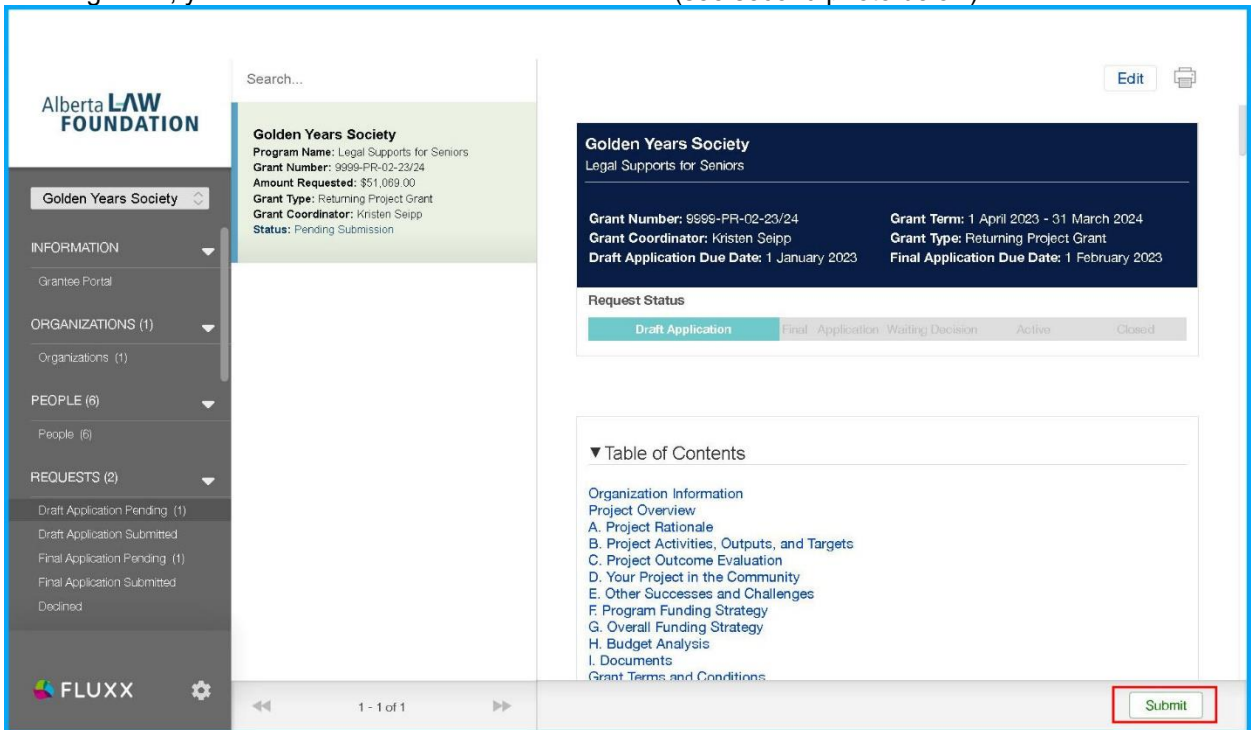 (see second photo below)
Alberta LAW
FOUNDATION
Golden Years Society
INFORMATION
Grantee Portal
ORGANIZATIONS (1)
Organizations (1)
PEOPLE (6)
People (6)
REQUESTS (2)
Draft Application Pending (1)
Draft Application Submitted
Final Application Pending (1)
Final Application Submitted
Declined
FLUXX
Search...
Golden Years Society
Program Name: Legal Supports for Seniors
Grant Number: 9999-PR-02-23/24
Amount Requested: $51,069.00
Grant Type: Returning Project Grant
Grant Coordinator: Kristen Seipp
Status: Pending Submission
1 - 1 of 1
Edit
Golden Years Society
Legal Supports for Seniors
Grant Number: 9999-PR-02-23/24
Grant Term: 1 April 2023 - 31 March 2024
Grant Coordinator: Kristen Seipp
Grant Type: Returning Project Grant
Draft Application Due Date: 1 January 2023
Final Application Due Date: 1 February 2023
Request Status
Draft Application Final Application Waiting Decision Active Closed
▼ Table of Contents
Organization Information
Project Overview
A. Project Rationale
B. Project Activities, Outputs, and Targets
C. Project Outcome Evaluation
D. Your Project in the Community
E. Other Successes and Challenges
F. Program Funding Strategy
G. Overall Funding Strategy
H. Budget Analysis
I. Documents
Grant Terms and Conditions
Submit